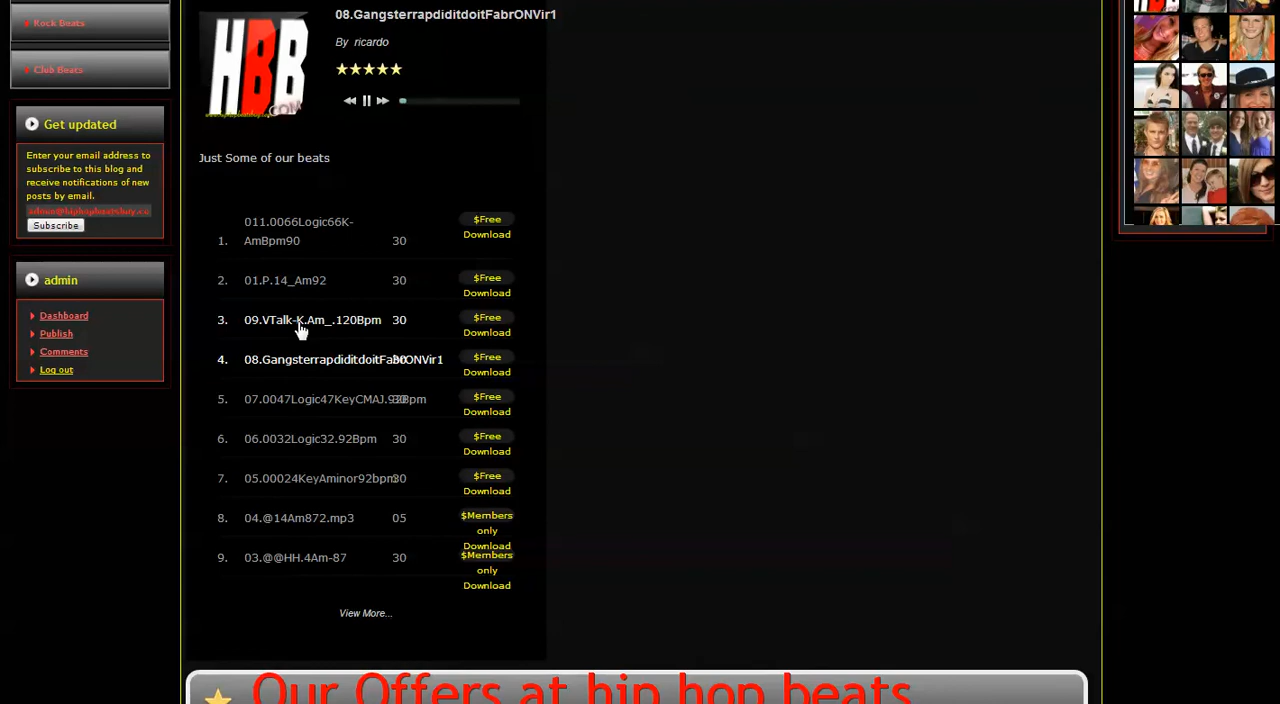 Rock Beats
Club Beats
Get updated
Enter your email address to
subscribe to this blog and
receive notifications of new
posts by email.
Subscribe
admin
Dashboard
Publish
Comments
Log out
HBB
.COM
08.GangsterrapdiditdoitFabrONVir1
By ricardo
Just Some of our beats
1. 011.0066Logic66K-
AmBpm90 30 $Free
Download
2. 01.P.14_Am92 30 $Free
Download
3. 09.VTalk-K.Am_.120Bpm 30 $Free
Download
4. 08.GangsterrapdiditdoitFabrONVir1 30 $Free
Download
5. 07.0047Logic47KeyCMAJ.93Bpm 30 $Free
Download
6. 06.0032Logic32.92Bpm 30 $Free
Download
7. 05.00024KeyAminor92bpm 30 $Free
Download
8. 04.@14Am872.mp3 05 $Members
only
Download
9. 03.@@HH.4Am-87 30 $Members
only
Download
View More...
Our Offers at hip hop beats